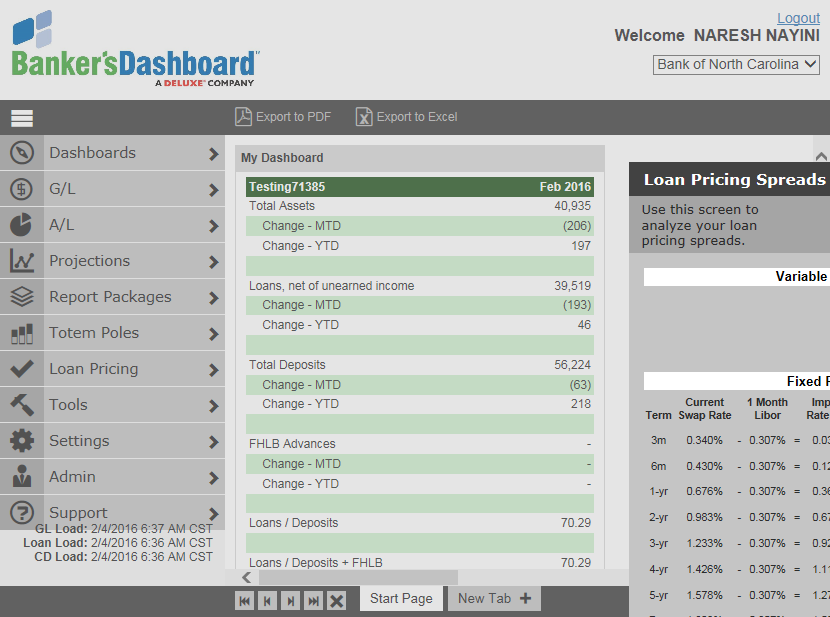 Logout
Welcome NARESH NAYINI
Banker'sDashboard™
A DELUXE® COMPANY
Bank of North Carolina
Export to PDF
Export to Excel
Dashboards
G/L
A/L
Projections
Report Packages
Totem Poles
Loan Pricing
Tools
Settings
Admin
Support
GL Load: 2/4/2016 6:37 AM CST
Loan Load: 2/4/2016 6:36 AM CST
CD Load: 2/4/2016 6:36 AM CST
My Dashboard
Testing71385 Feb 2016
Total Assets 40,935
Change - MTD (206)
Change - YTD 197
Loans, net of unearned income 39,519
Change - MTD (193)
Change - YTD 46
Total Deposits 56,224
Change - MTD (63)
Change - YTD 218
FHLB Advances -
Change - MTD -
Change - YTD -
Loans / Deposits 70.29
Loans / Deposits + FHLB 70.29
Start Page
New Tab
Loan Pricing Spreads
Use this screen to
analyze your loan
pricing spreads.
Variable
Fixed
Current 1 Month Imp
Term Swap Rate Libor Rate
3m 0.340% - 0.307% = 0.03
6m 0.430% - 0.307% = 0.12
1-yr 0.676% - 0.307% = 0.36
2-yr 0.983% - 0.307% = 0.67
3-yr 1.233% - 0.307% = 0.92
4-yr 1.426% - 0.307% = 1.11
5-yr 1.578% - 0.307% = 1.27